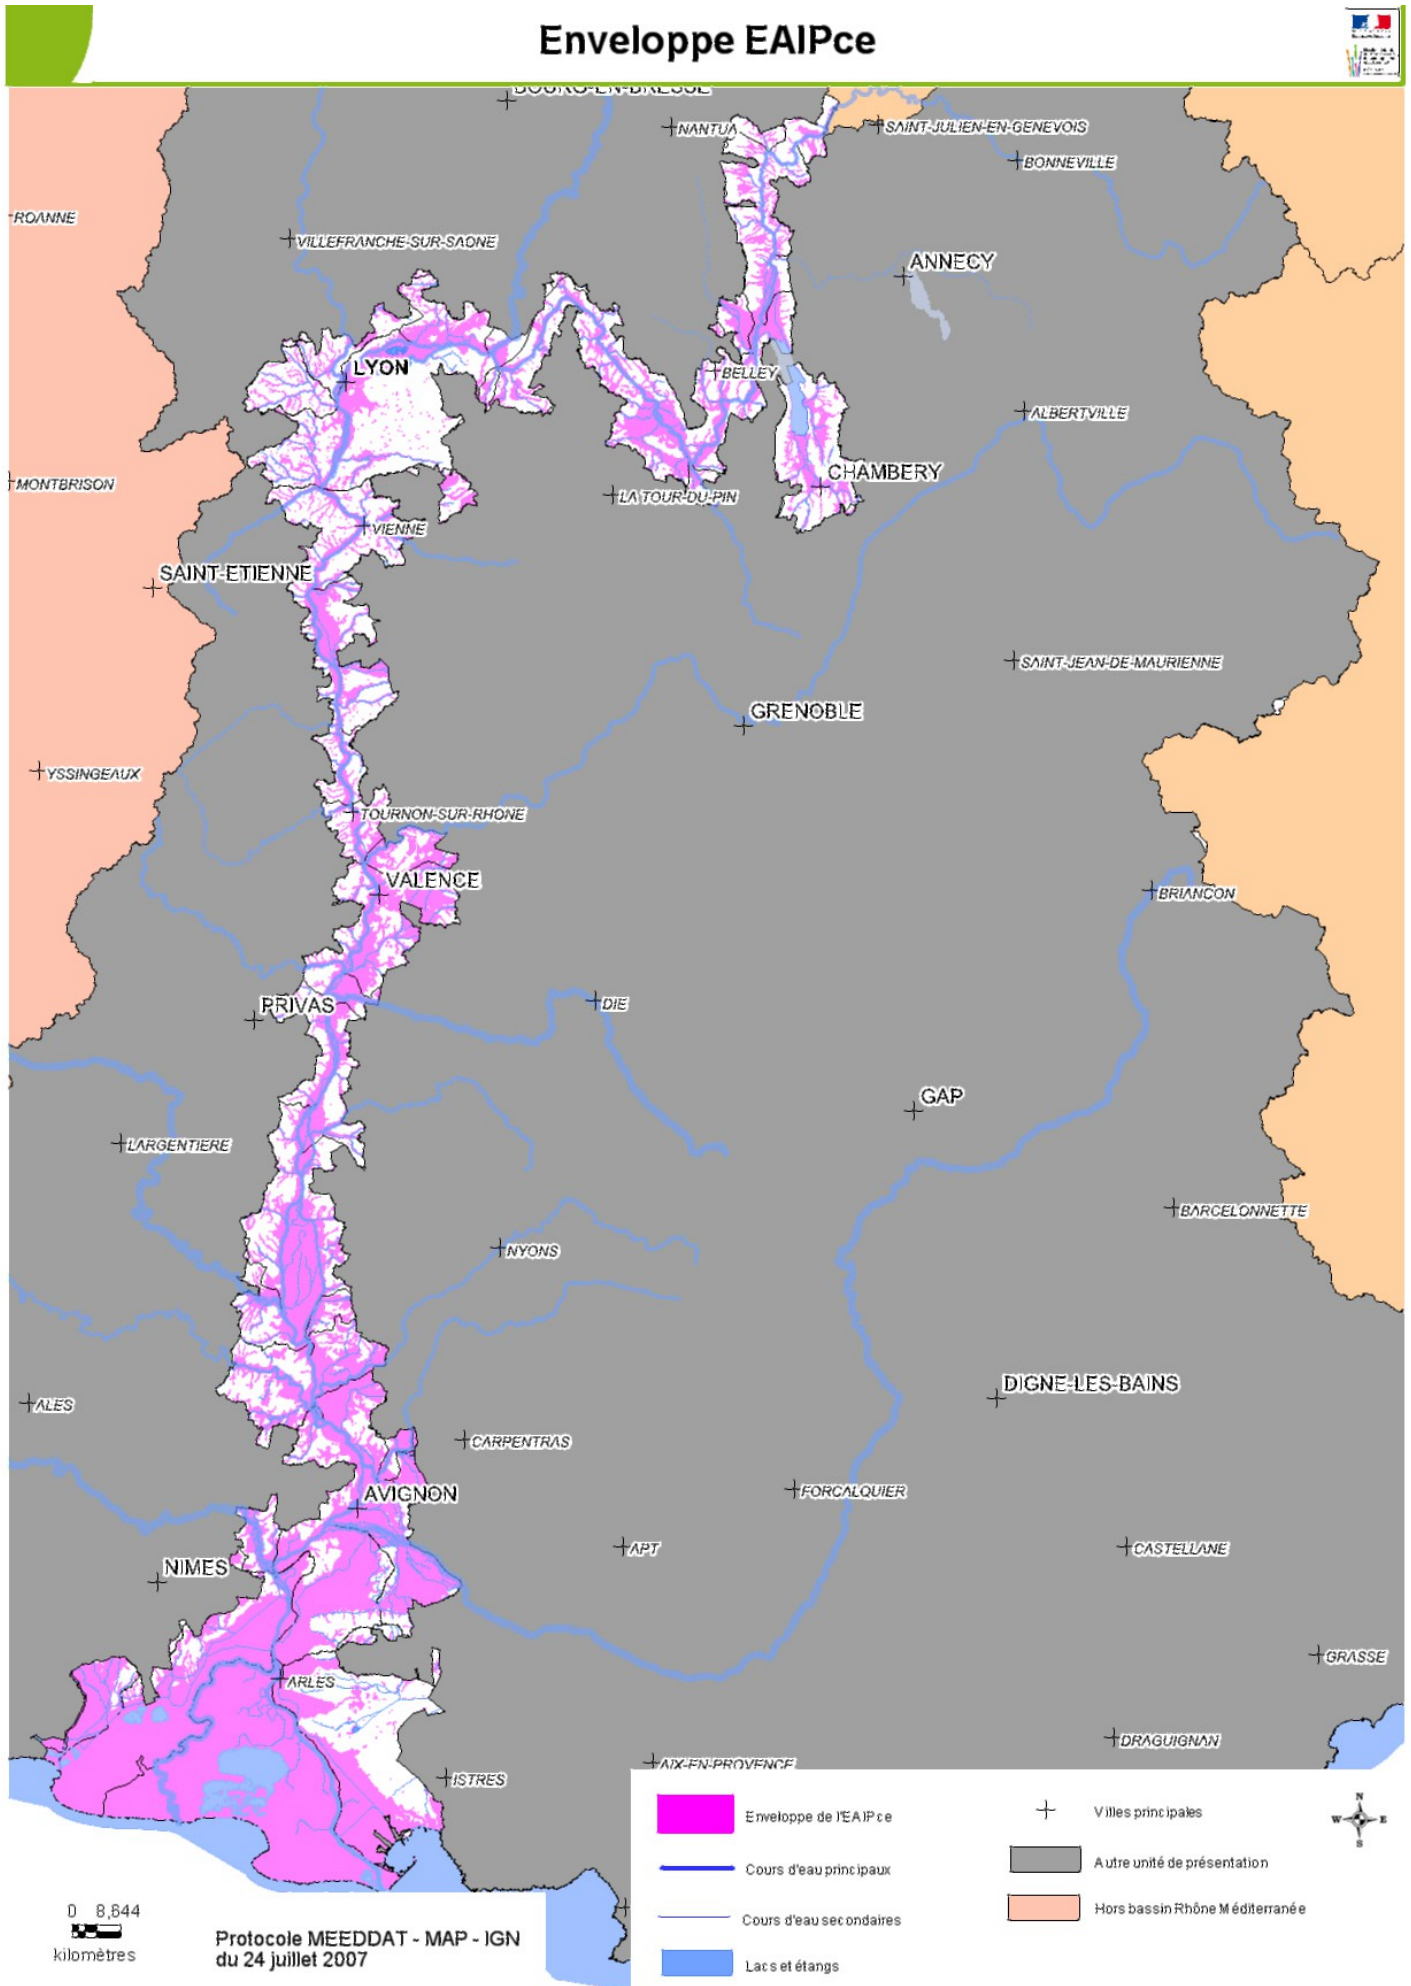 Enveloppe EAIPce
BOURG-EN-BRESSE
NANTUA
SAINT-JULIEN-EN-GENEVOIS
BONNEVILLE
ROANNE
VILLEFRANCHE-SUR-SAONE
ANNECY
LYON
BELLEY
ALBERTVILLE
MONTBRISON
CHAMBERY
LA TOUR-DU-PIN
VIENNE
SAINT-ETIENNE
SAINT-JEAN-DE-MAURIENNE
GRENOBLE
YSSINGEAUX
TOURNON-SUR-RHONE
VALENCE
BRIANCON
PRIVAS
DIE
GAP
LARGENTIERE
BARCELONNETTE
NYONS
DIGNE-LES-BAINS
ALES
CARPENTRAS
AVIGNON
FORCALQUIER
APT
CASTELLANE
NIMES
GRASSE
ARLES
DRAGUIGNAN
AIX-EN-PROVENCE
ISTRES
Enveloppe de l'EAIPce
Cours d'eau principaux
Cours d'eau secondaires
Lacs et étangs
Villes principales
Autre unité de présentation
Hors bassin Rhône Méditerranée
N
W E
S
0 8,644
kilomètres
Protocole MEEDDAT - MAP - IGN
du 24 juillet 2007